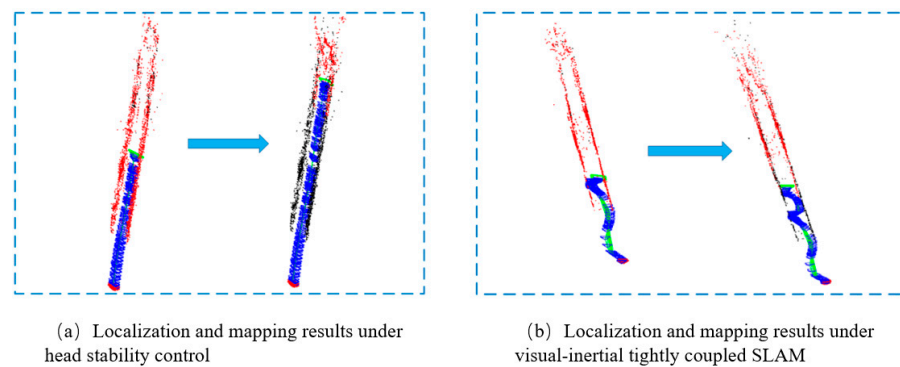 （a）Localization and mapping results under
head stability control
（b）Localization and mapping results under
visual-inertial tightly coupled SLAM